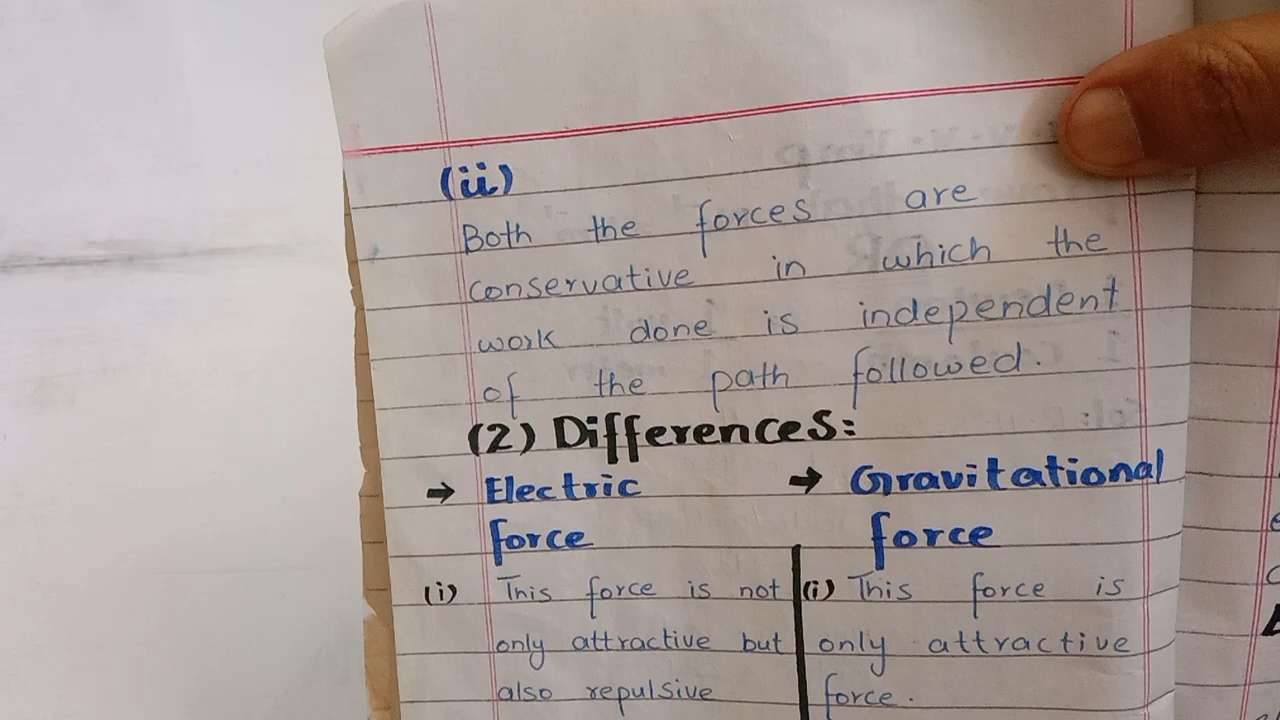 (ii)
Both the forces are
conservative in which the
work done is independent
of the path followed.
(2) Differences:
→ Electric → Gravitational
force force
(i) This force is not (i) This force is
only attractive but only attractive
also repulsive force.